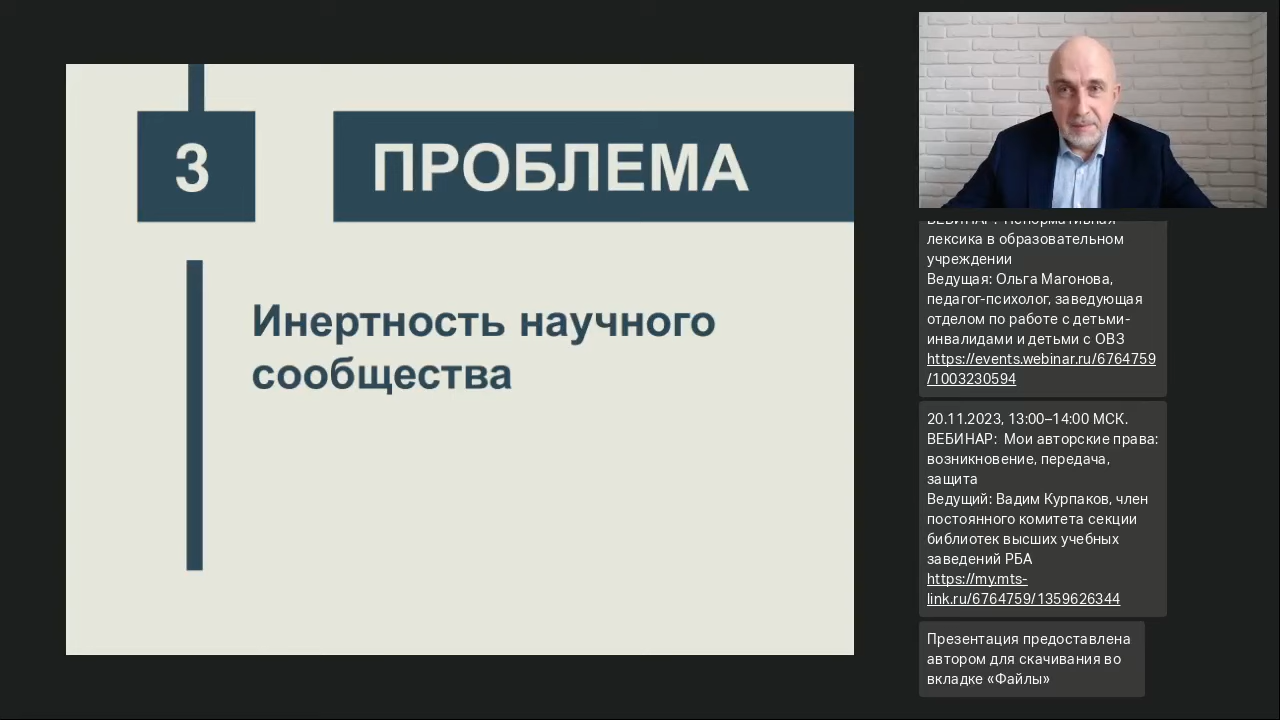 3
ПРОБЛЕМА
Инертность научного
сообщества
ВЕБИНАР: Ненормативная
лексика в образовательном
учреждении
Ведущая: Ольга Магонова,
педагог-психолог, заведующая
отделом по работе с детьми-
инвалидами и детьми с ОВЗ
https://events.webinar.ru/6764759
/1003230594
20.11.2023, 13:00–14:00 МСК.
ВЕБИНАР:  Мои авторские права:
возникновение, передача,
защита
Ведущий: Вадим Курпаков, член
постоянного комитета секции
библиотек высших учебных
заведений РБА
https://my.mts-
link.ru/6764759/1359626344
Презентация предоставлена
автором для скачивания во
вкладке «Файлы»